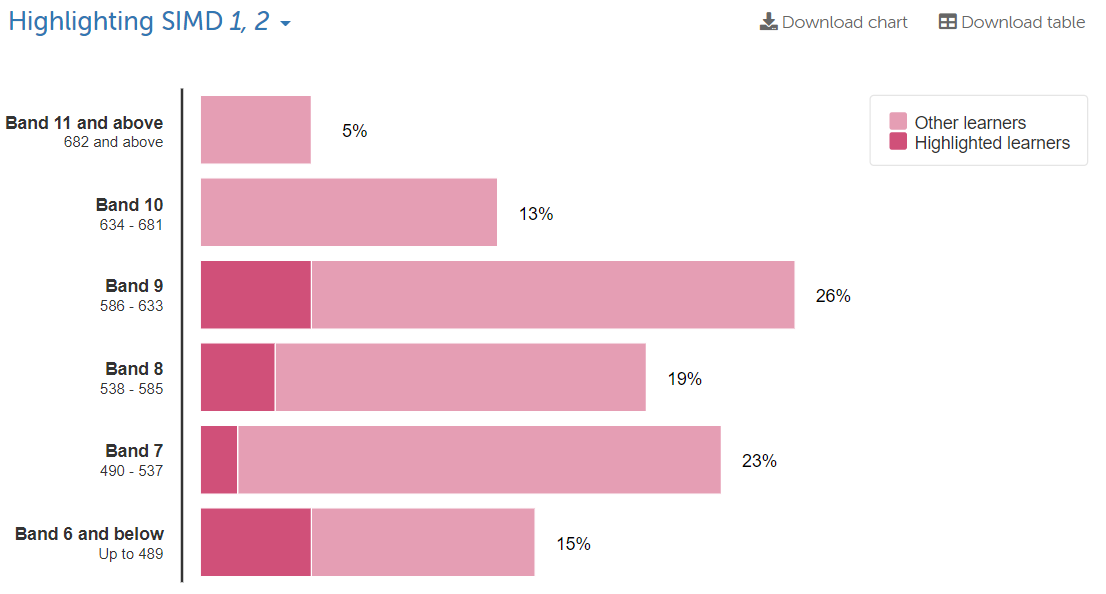 Highlighting SIMD 1, 2
Download chart
Download table
Other learners
Highlighted learners
Band 11 and above
682 and above
5%
Band 10
634 - 681
13%
Band 9
586 - 633
26%
Band 8
538 - 585
19%
Band 7
490 - 537
23%
Band 6 and below
Up to 489
15%